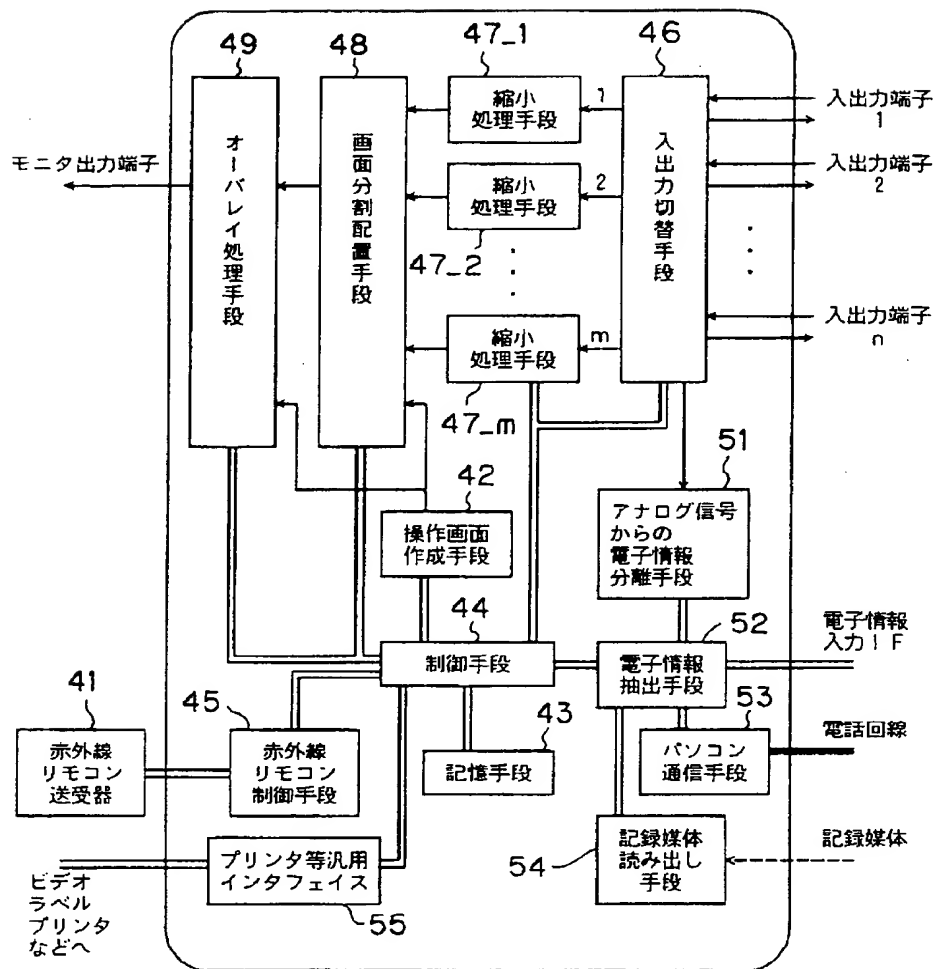 49
48
47_1
46
オーバレイ処理手段
画面分割配置手段
縮小
処理手段
1
入出力切替手段
入出力端子
1
モニタ出力端子
縮小
処理手段
2
入出力端子
2
47_2
縮小
処理手段
m
入出力端子
n
47_m
42
51
操作画面
作成手段
アナログ信号
からの
電子情報
分離手段
44
52
電子情報
入力IF
制御手段
電子情報
抽出手段
41
45
43
53
電話回線
赤外線
リモコン
送受器
赤外線
リモコン
制御手段
記憶手段
パソコン
通信手段
54
記録媒体
読み出し
手段
記録媒体
プリンタ等汎用
インタフェイス
55
ビデオ
ラベル
プリンタ
などへ